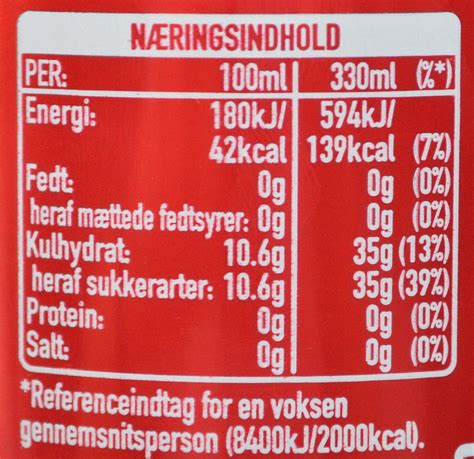 NÆRINGSINDHOLD
PER: 100ml 330ml (%*)
Energi: 180kJ/ 594kJ/
42kcal 139kcal (7%)
Fedt: 0g 0g (0%)
heraf mættede fedtsyrer: 0g 0g (0%)
Kulhydrat: 10.6g 35g (13%)
heraf sukkerarter: 10.6g 35g (39%)
Protein: 0g 0g (0%)
Salt: 0g 0g (0%)
*Referenceindtag for en voksen
gennemsnitsperson (8400kJ/2000kcal).